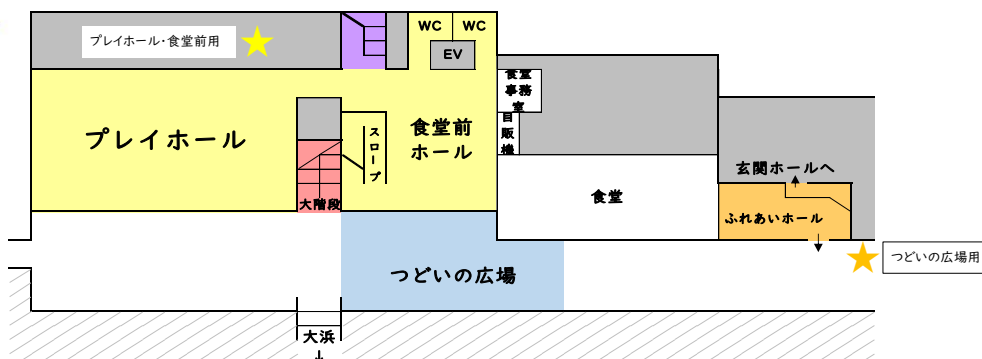 プレイホール・食堂前用
WC
WC
EV
食堂
事務
室
自
販
機
プレイホール
スロープ
食堂前
ホール
玄関ホールへ
食堂
大階段
ふれあいホール
つどいの広場
つどいの広場用
大浜